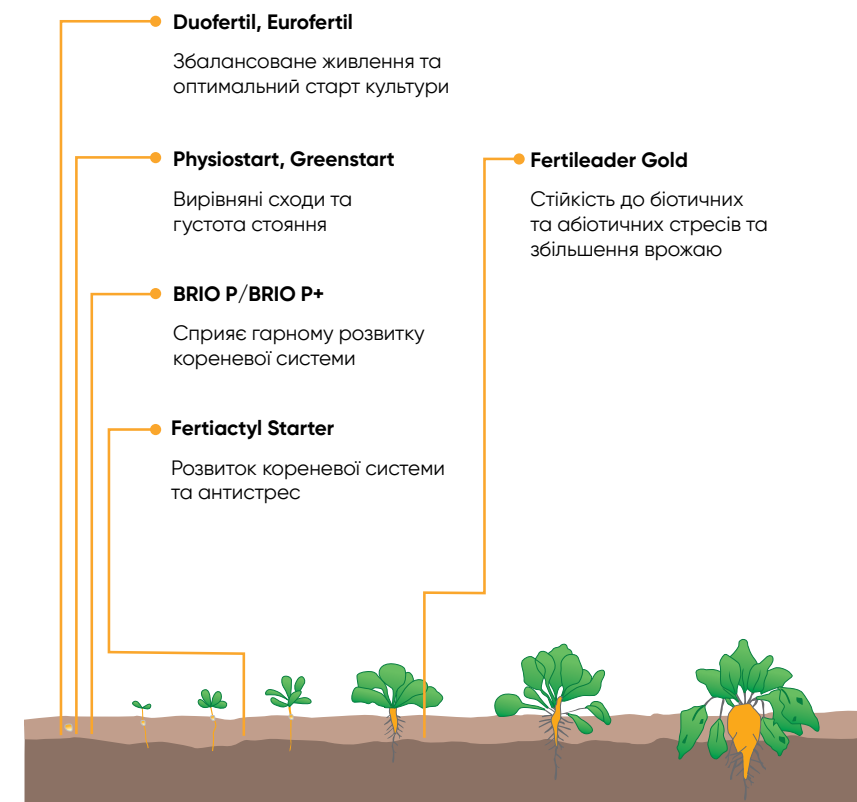 Duofertil, Eurofertil
Збалансоване живлення та
оптимальний старт культури
Physiostart, Greenstart
Вирівняні сходи та
густота стояння
BRIO P/BRIO P+
Сприяє гарному розвитку
кореневої системи
Fertiactyl Starter
Розвиток кореневої системи
та антистрес
Fertileader Gold
Стійкість до біотичних
та абіотичних стресів та
збільшення врожаю